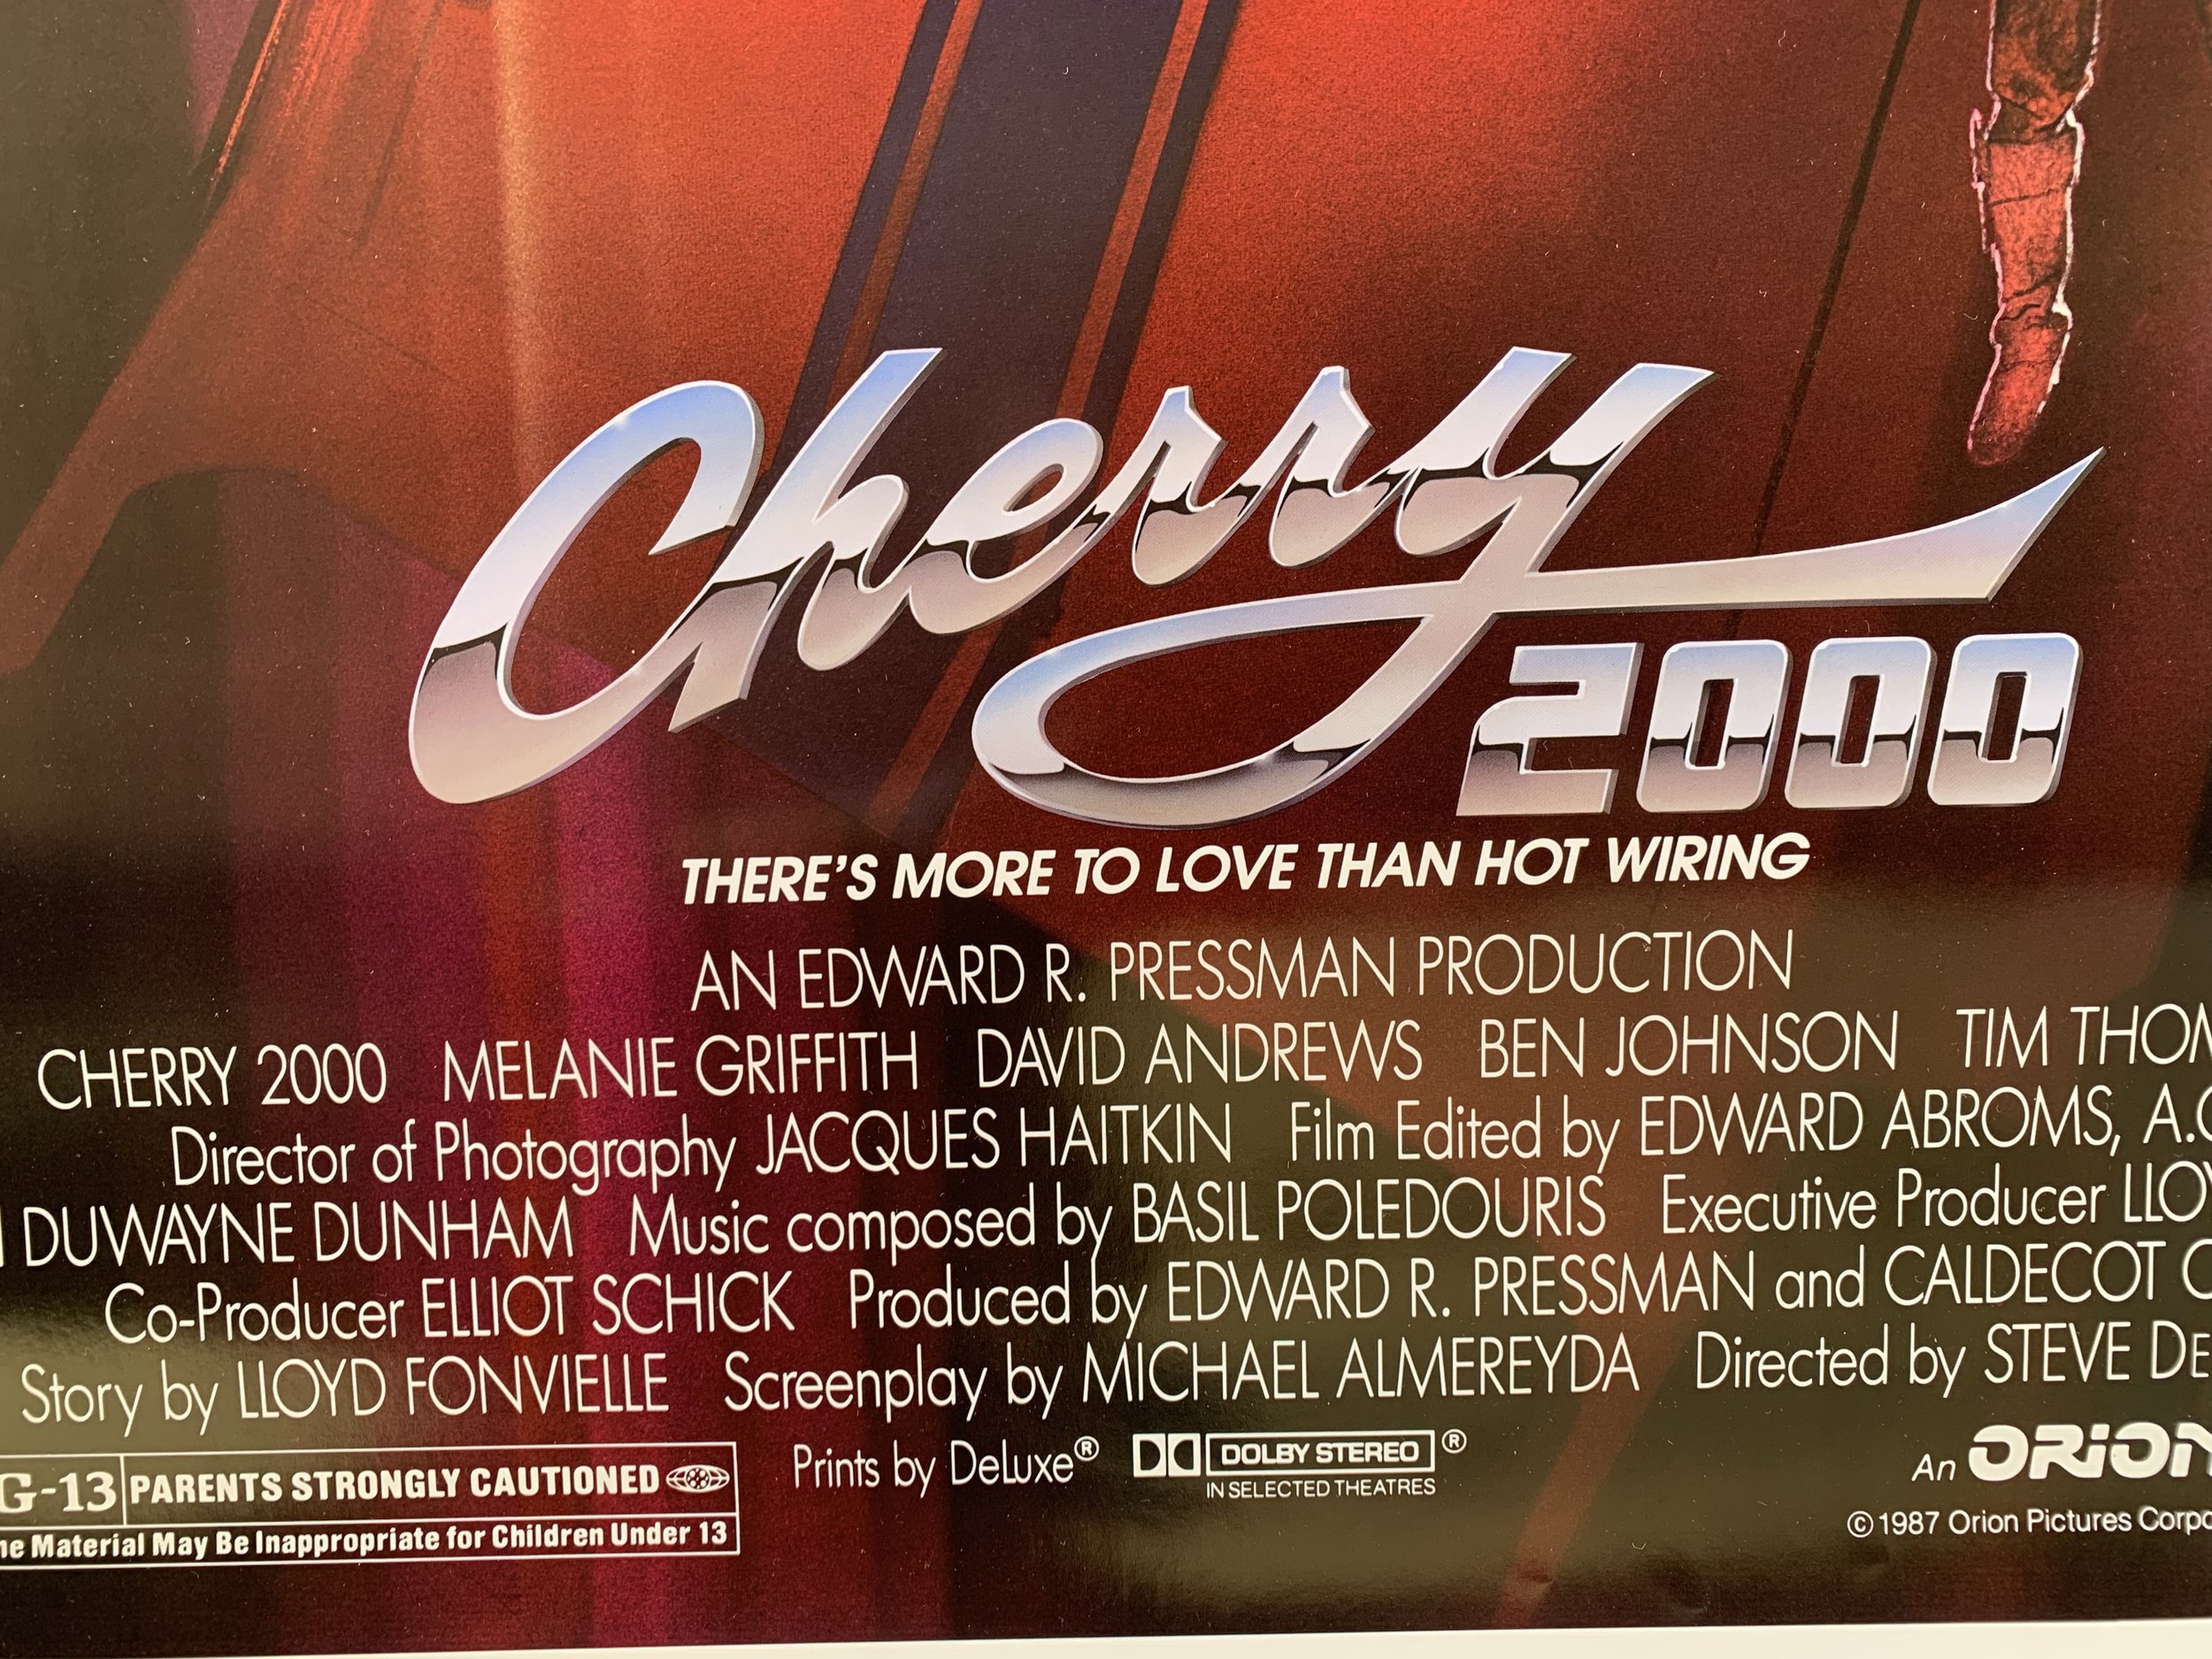 Cherry
2000
THERE'S MORE TO LOVE THAN HOT WIRING
AN EDWARD R. PRESSMAN PRODUCTION
CHERRY 2000 MELANIE GRIFFITH DAVID ANDREWS BEN JOHNSON TIM
Director of Photography JACQUES HAITKIN Film Edited by EDWARD ABROMS,
DUWAYNE DUNHAM Music composed by BASIL POLEDOURIS Executive Producer
Co-Producer ELLIOT SCHICK Produced by EDWARD R. PRESSMAN and CALDECOT
Story by LLOYD FONVIELLE Screenplay by MICHAEL ALMEREYDA Directed by STEVE
G-13 PARENTS STRONGLY CAUTIONED
Material May Be Inappropriate for Children Under 13
Prints by DeLuxe® DOLBY STEREO ®
IN SELECTED THEATRES
An ORION
© 1987 Orion Pictures